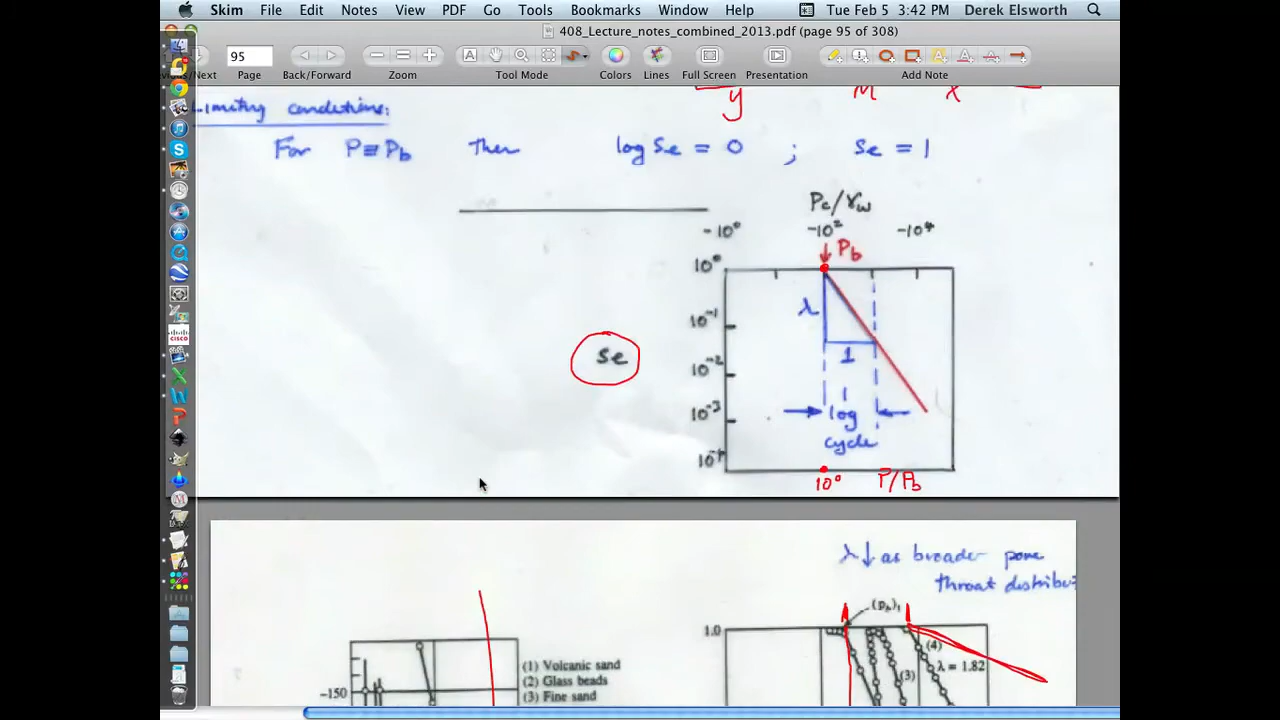 Skim File Edit Notes View PDF Go Tools Bookmarks Window Help Tue Feb 5 3:42 PM Derek Elsworth
408_Lecture_notes_combined_2013.pdf (page 95 of 308)
95
Page Back/Forward Zoom Tool Mode Colors Lines Full Screen Presentation Add Note
y M X
Limiting conditions:
For P≡Pb Then log Se = 0 ; Se = 1
Pc/γw
-10⁰ -10² -10⁴
Pb
10⁰
λ
10⁻¹
Se
1
10⁻²
1
10⁻³
log
cycle
10⁻⁴
10⁰ P/Pb
λ↓ as broader pore
throat distribu
(pb)1
1.0
(4)
λ = 1.82
(3)
(1) Volcanic sand
(2) Glass beads
-150
(3) Fine sand
CISCO